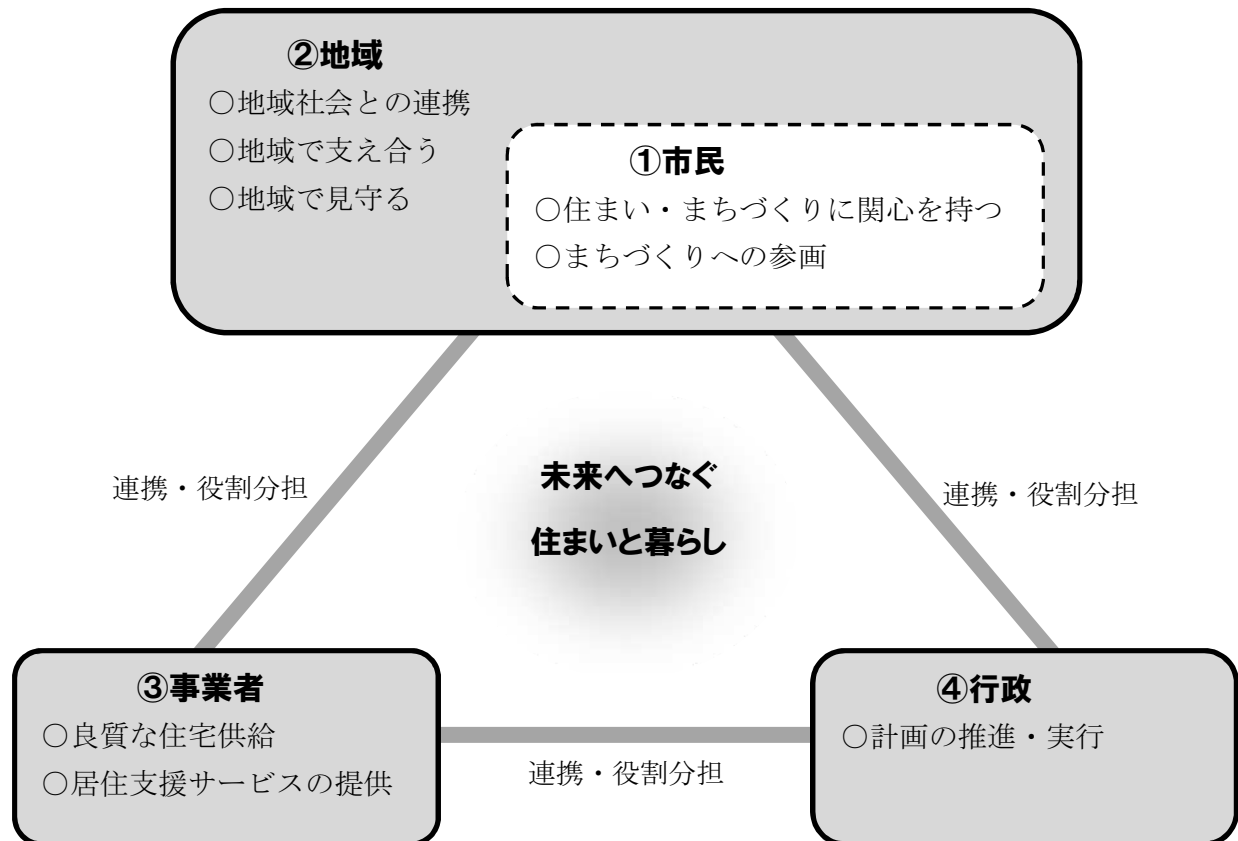 ②地域
○地域社会との連携
○地域で支え合う
○地域で見守る
①市民
○住まい・まちづくりに関心を持つ
○まちづくりへの参画
連携・役割分担
未来へつなぐ
住まいと暮らし
連携・役割分担
③事業者
○良質な住宅供給
○居住支援サービスの提供
連携・役割分担
④行政
○計画の推進・実行